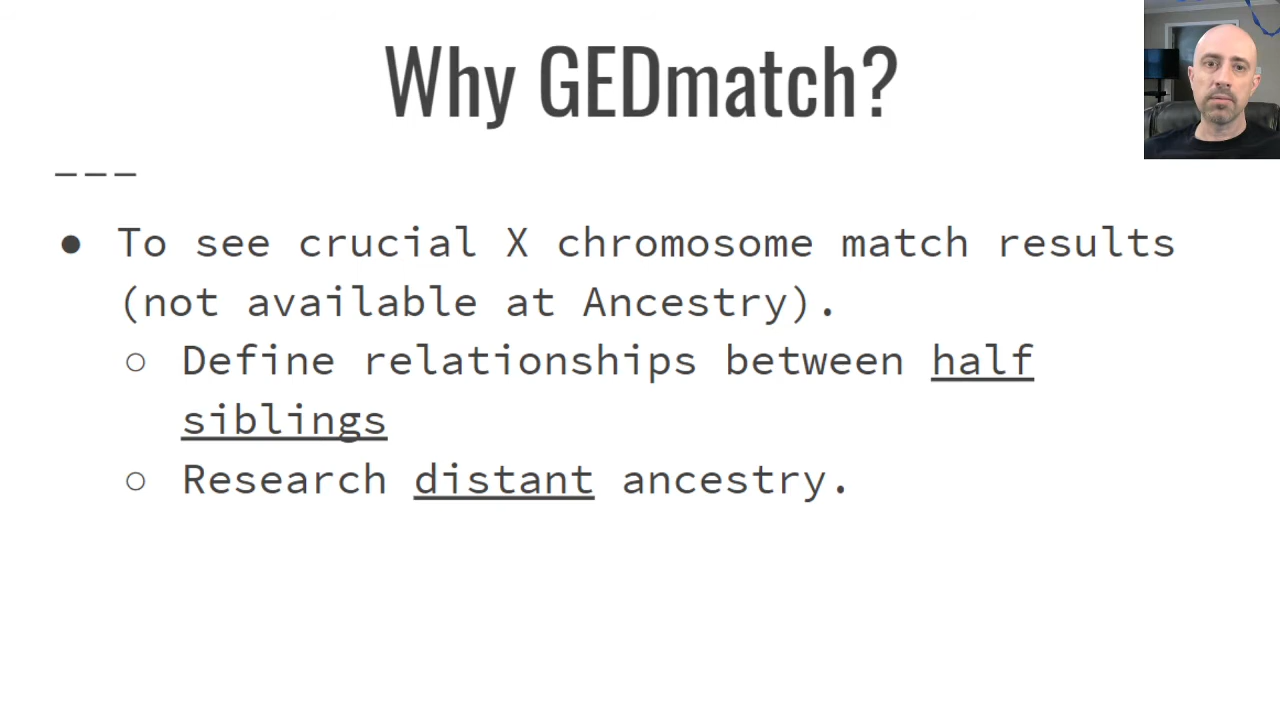 Why GEDmatch?
– – –
● To see crucial X chromosome match results
(not available at Ancestry).
○ Define relationships between half
siblings
○ Research distant ancestry.